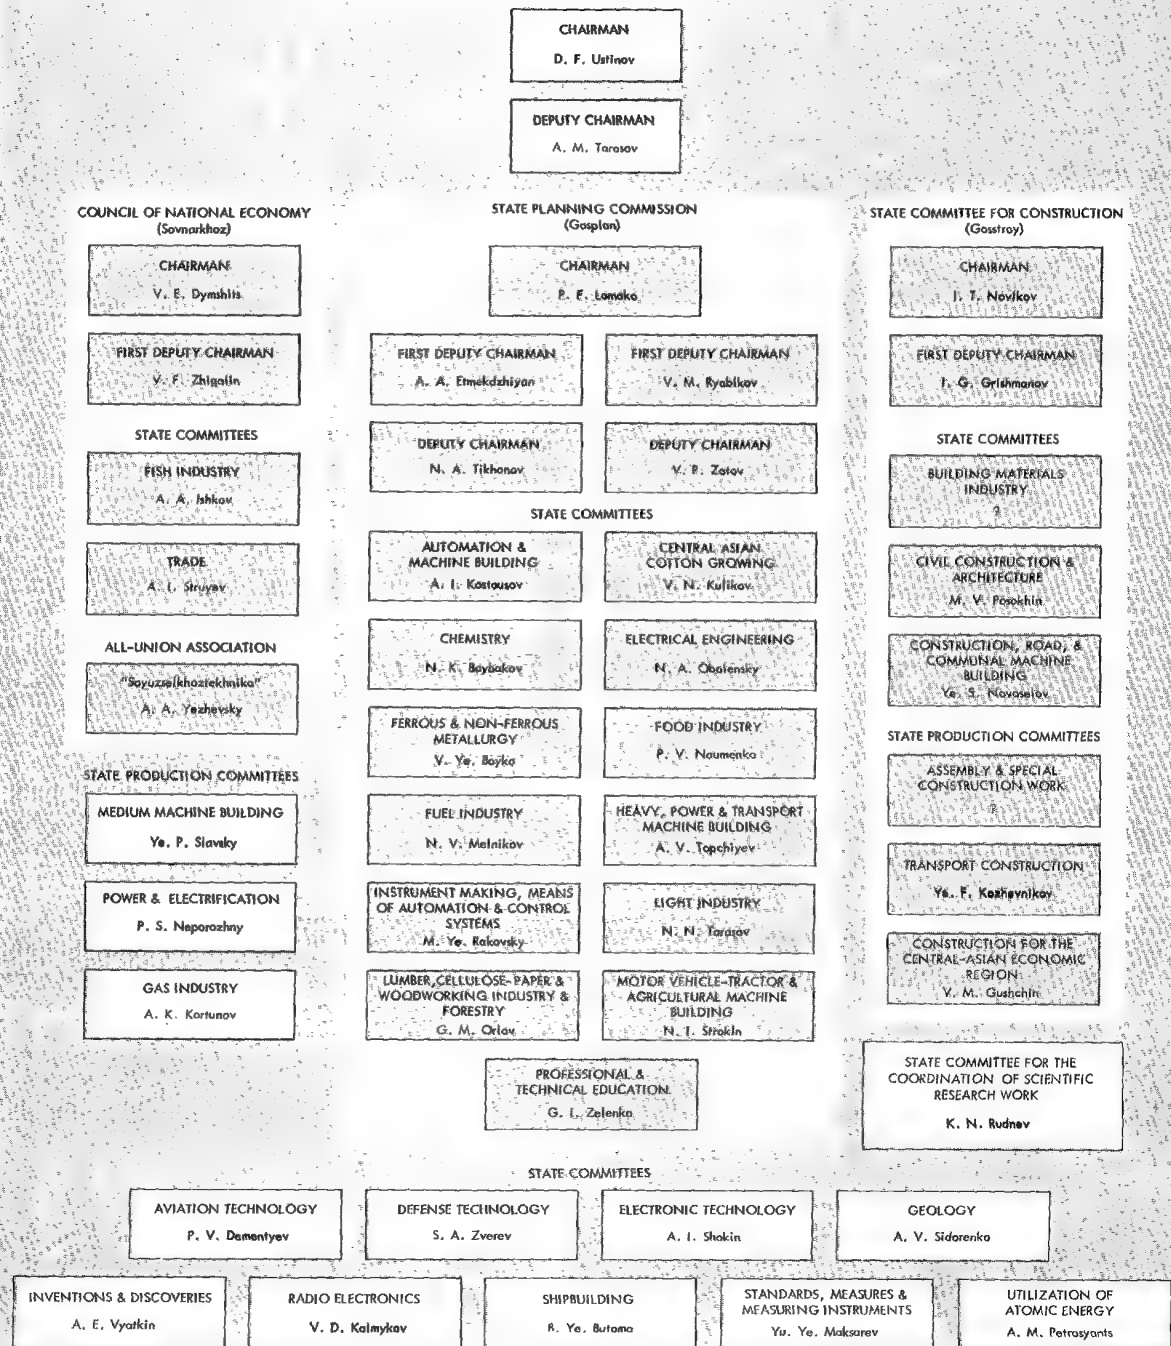 CHAIRMAN
D. F. Ustinov
DEPUTY CHAIRMAN
A. M. Tarasov
COUNCIL OF NATIONAL ECONOMY
(Sovnarkhoz)
CHAIRMAN
V. E. Dymshits
FIRST DEPUTY CHAIRMAN
V. F. Zhigalin
STATE COMMITTEES
FISH INDUSTRY
A. A. Ishkov
TRADE
A. I. Struyev
ALL-UNION ASSOCIATION
"Soyuzselkhoztekhnika"
A. A. Yezhevsky
STATE PRODUCTION COMMITTEES
MEDIUM MACHINE BUILDING
Ye. P. Slavsky
POWER & ELECTRIFICATION
P. S. Neporozhny
GAS INDUSTRY
A. K. Kortunov
STATE PLANNING COMMISSION
(Gosplan)
CHAIRMAN
P. F. Lomako
FIRST DEPUTY CHAIRMAN
A. A. Etmekdzhiyan
FIRST DEPUTY CHAIRMAN
V. M. Ryabikov
DEPUTY CHAIRMAN
N. A. Tikhonov
DEPUTY CHAIRMAN
V. P. Zotov
STATE COMMITTEES
AUTOMATION &
MACHINE BUILDING
A. I. Kostousov
CENTRAL ASIAN
COTTON GROWING
V. N. Kulikov
CHEMISTRY
N. K. Baybakov
ELECTRICAL ENGINEERING
N. A. Obolensky
FERROUS & NON-FERROUS
METALLURGY
V. Ye. Boyko
FOOD INDUSTRY
P. V. Naumenko
FUEL INDUSTRY
N. V. Melnikov
HEAVY, POWER & TRANSPORT
MACHINE BUILDING
A. V. Topchiyev
INSTRUMENT MAKING, MEANS
OF AUTOMATION & CONTROL
SYSTEMS
M. Ye. Rakovsky
LIGHT INDUSTRY
N. N. Tarasov
LUMBER, CELLULOSE-PAPER &
WOODWORKING INDUSTRY &
FORESTRY
G. M. Orlov
MOTOR VEHICLE-TRACTOR &
AGRICULTURAL MACHINE
BUILDING
N. I. Strokin
PROFESSIONAL &
TECHNICAL EDUCATION
G. I. Zelenko
STATE COMMITTEE FOR CONSTRUCTION
(Gosstroy)
CHAIRMAN
I. T. Novikov
FIRST DEPUTY CHAIRMAN
I. G. Grishmanov
STATE COMMITTEES
BUILDING MATERIALS
INDUSTRY
?
CIVIL CONSTRUCTION &
ARCHITECTURE
M. V. Posokhin
CONSTRUCTION, ROAD, &
COMMUNAL MACHINE
BUILDING
Ye. S. Novoselov
STATE PRODUCTION COMMITTEES
ASSEMBLY & SPECIAL
CONSTRUCTION WORK
?
TRANSPORT CONSTRUCTION
Ye. F. Kozhevnikov
CONSTRUCTION FOR THE
CENTRAL-ASIAN ECONOMIC
REGION
V. M. Gushchin
STATE COMMITTEE FOR THE
COORDINATION OF SCIENTIFIC
RESEARCH WORK
K. N. Rudnev
STATE COMMITTEES
AVIATION TECHNOLOGY
P. V. Dementyev
DEFENSE TECHNOLOGY
S. A. Zverev
ELECTRONIC TECHNOLOGY
A. I. Shokin
GEOLOGY
A. V. Sidorenko
INVENTIONS & DISCOVERIES
A. E. Vyatkin
RADIO ELECTRONICS
V. D. Kalmykov
SHIPBUILDING
B. Ye. Butoma
STANDARDS, MEASURES &
MEASURING INSTRUMENTS
Yu. Ye. Maksarev
UTILIZATION OF
ATOMIC ENERGY
A. M. Petrosyants